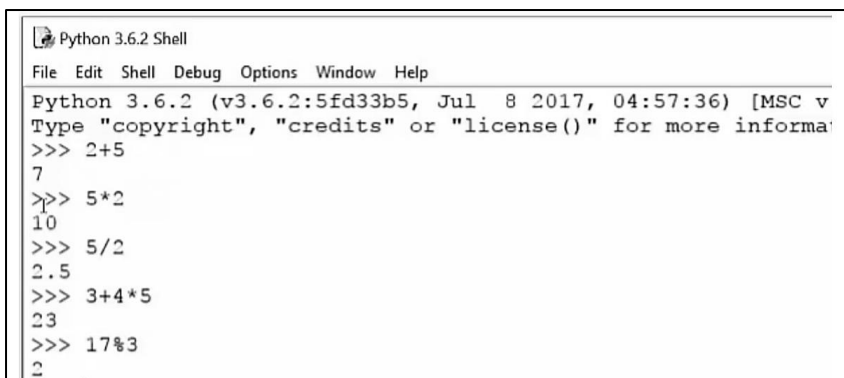 Python 3.6.2 Shell
File Edit Shell Debug Options Window Help
Python 3.6.2 (v3.6.2:5fd33b5, Jul  8 2017, 04:57:36) [MSC v
Type "copyright", "credits" or "license()" for more informa
>>> 2+5
7
>>> 5*2
10
>>> 5/2
2.5
>>> 3+4*5
23
>>> 17%3
2